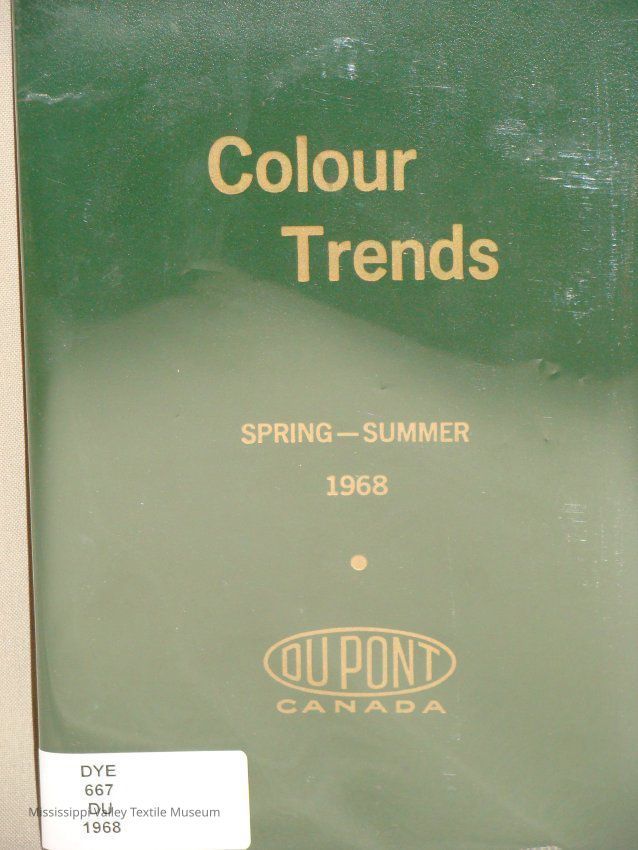 Colour
Trends
SPRING—SUMMER
1968
DU PONT
CANADA
DYE
667
DU
1968
Mississippi Valley Textile Museum